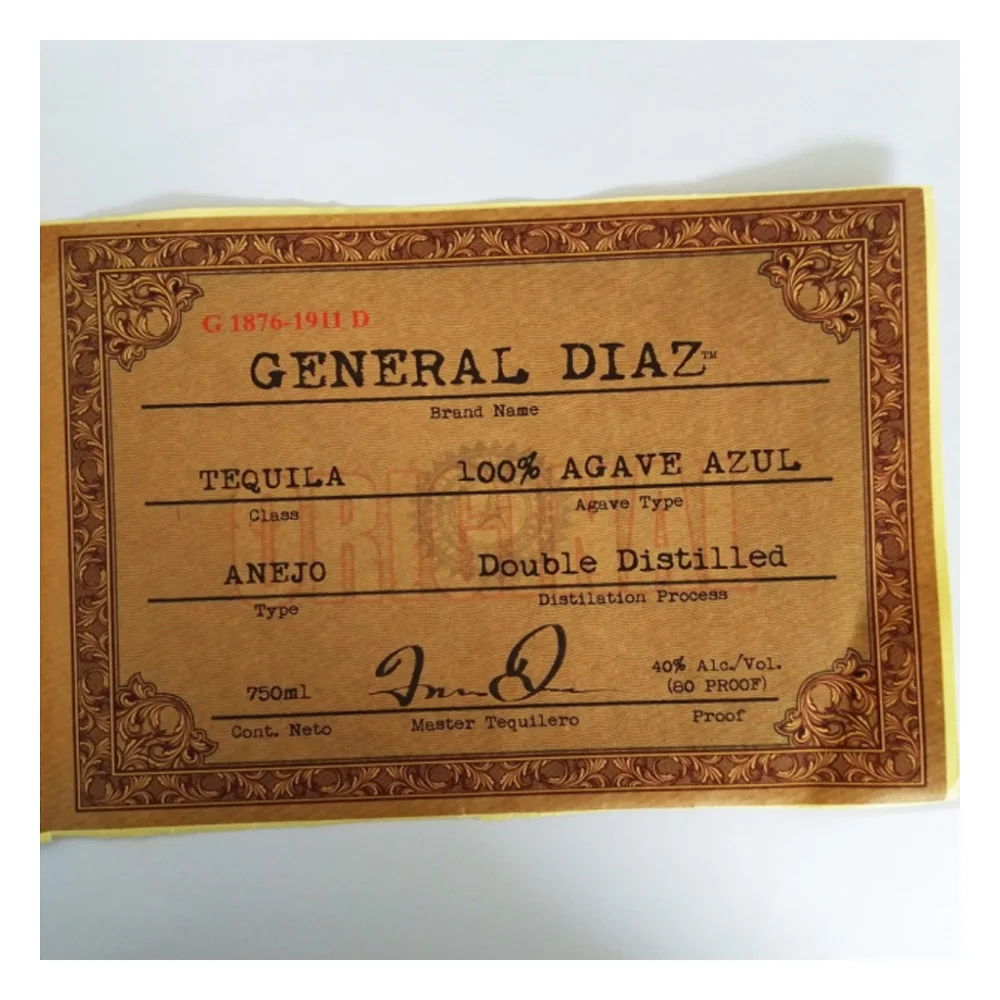 G 1876-1911 D
GENERAL DIAZ™
Brand Name
TEQUILA 100% AGAVE AZUL
Class Agave Type
ORIGINAL
ANEJO Double Distilled
Type Distilation Process
750ml 40% Alc./Vol.
(80 PROOF)
Cont. Neto Master Tequilero Proof